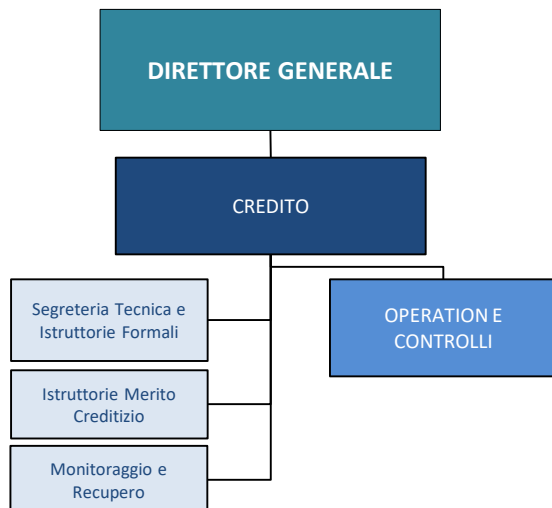 DIRETTORE GENERALE
CREDITO
Segreteria Tecnica e
Istruttorie Formali
OPERATION E
CONTROLLI
Istruttorie Merito
Creditizio
Monitoraggio e
Recupero